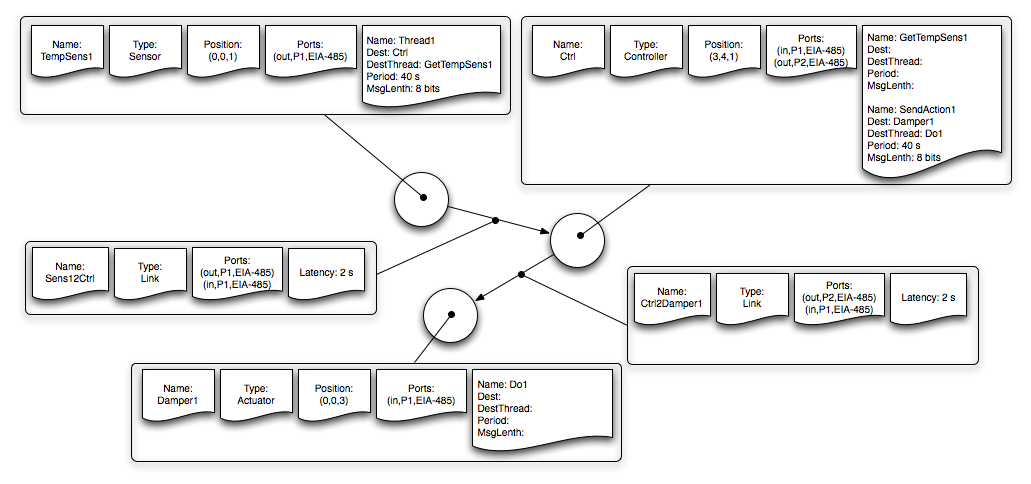 Name:
TempSens1
Type:
Sensor
Position:
(0,0,1)
Ports:
(out,P1,EIA-485)
Name: Thread1
Dest: Ctrl
DestThread: GetTempSens1
Period: 40 s
MsgLenth: 8 bits
Name:
Ctrl
Type:
Controller
Position:
(3,4,1)
Ports:
(in,P1,EIA-485)
(out,P2,EIA-485)
Name: GetTempSens1
Dest:
DestThread:
Period:
MsgLenth:
Name: SendAction1
Dest: Damper1
DestThread: Do1
Period: 40 s
MsgLenth: 8 bits
Name:
Sens12Ctrl
Type:
Link
Ports:
(out,P1,EIA-485)
(in,P1,EIA-485)
Latency: 2 s
Name:
Ctrl2Damper1
Type:
Link
Ports:
(out,P2,EIA-485)
(in,P1,EIA-485)
Latency: 2 s
Name:
Damper1
Type:
Actuator
Position:
(0,0,3)
Ports:
(in,P1,EIA-485)
Name: Do1
Dest:
DestThread:
Period:
MsgLenth: